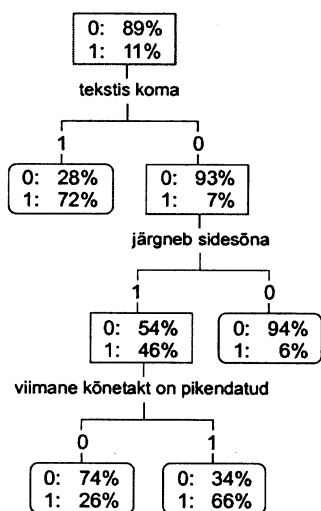 0: 89%
1: 11%
tekstis koma
1 0
0: 28% 0: 93%
1: 72% 1: 7%
järgneb sidesõna
1 0
0: 54% 0: 94%
1: 46% 1: 6%
viimane kõnetakt on pikendatud
0 1
0: 74% 0: 34%
1: 26% 1: 66%